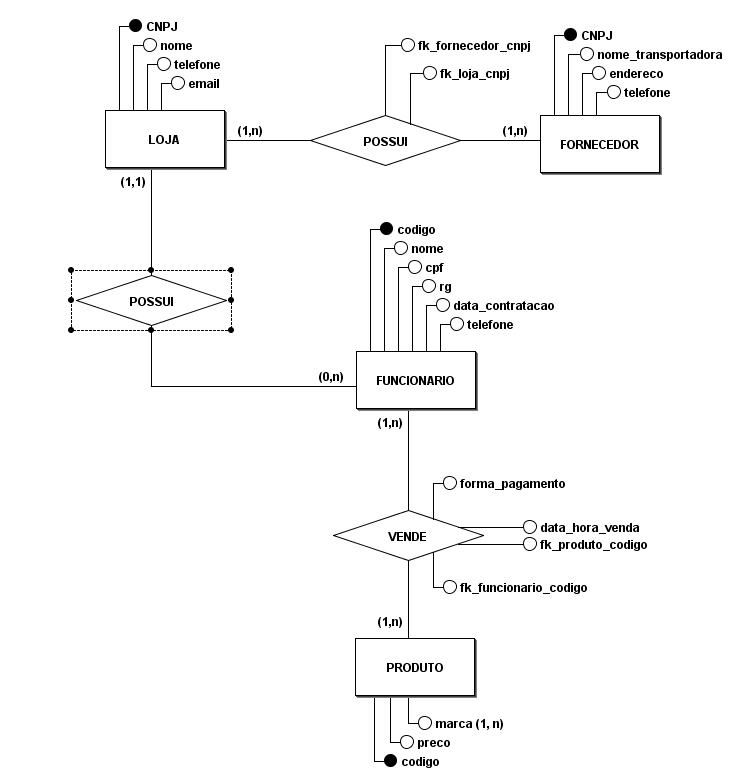 CNPJ
nome
telefone
email
LOJA
(1,n)
fk_fornecedor_cnpj
fk_loja_cnpj
POSSUI
(1,n)
CNPJ
nome_transportadora
endereco
telefone
FORNECEDOR
(1,1)
POSSUI
(0,n)
codigo
nome
cpf
rg
data_contratacao
telefone
FUNCIONARIO
(1,n)
forma_pagamento
VENDE
data_hora_venda
fk_produto_codigo
fk_funcionario_codigo
(1,n)
PRODUTO
marca (1, n)
preco
codigo